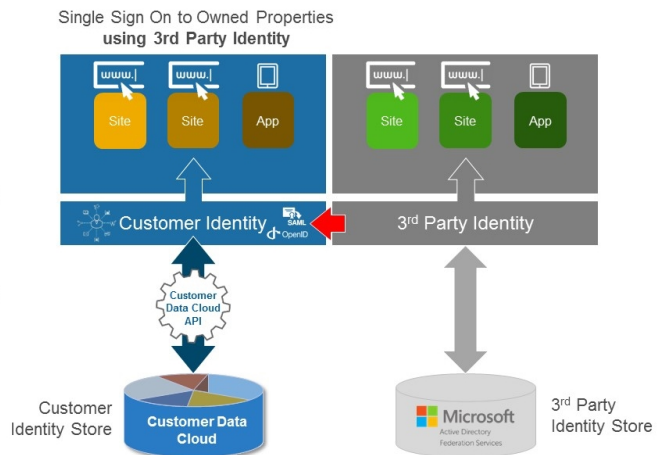 Single Sign On to Owned Properties
using 3rd Party Identity
www.
www.
www.
www.
Site
Site
App
Site
Site
App
Customer Identity
SAML
OpenID
3rd Party Identity
Customer
Data Cloud
API
Customer
Identity Store
Customer Data
Cloud
Microsoft
Active Directory
Federation Services
3rd Party
Identity Store